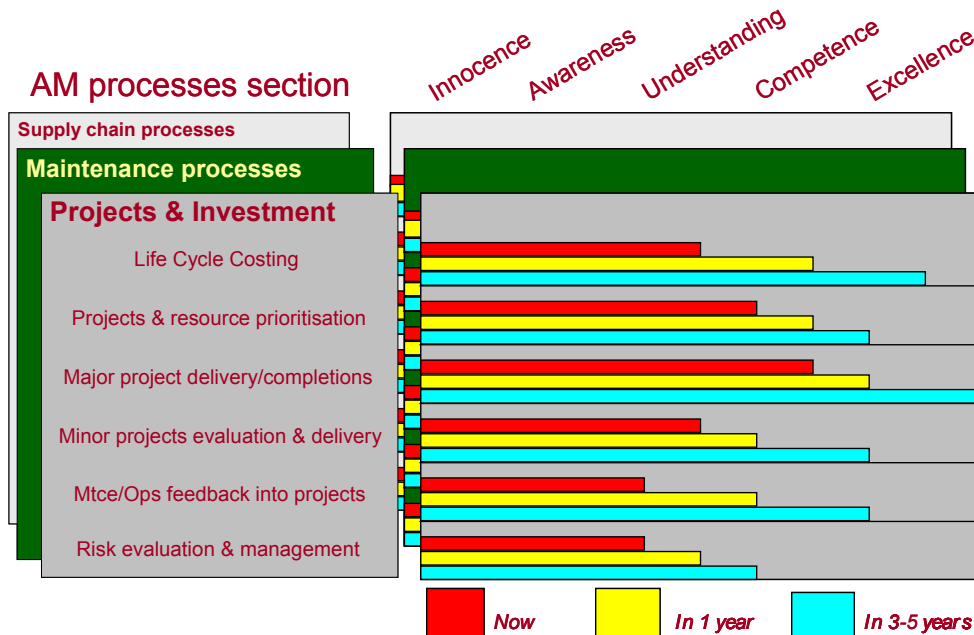 AM processes section
Innocence
Awareness
Understanding
Competence
Excellence
Supply chain processes
Maintenance processes
Projects & Investment
Life Cycle Costing
Projects & resource prioritisation
Major project delivery/completions
Minor projects evaluation & delivery
Mtce/Ops feedback into projects
Risk evaluation & management
Now
In 1 year
In 3-5 years